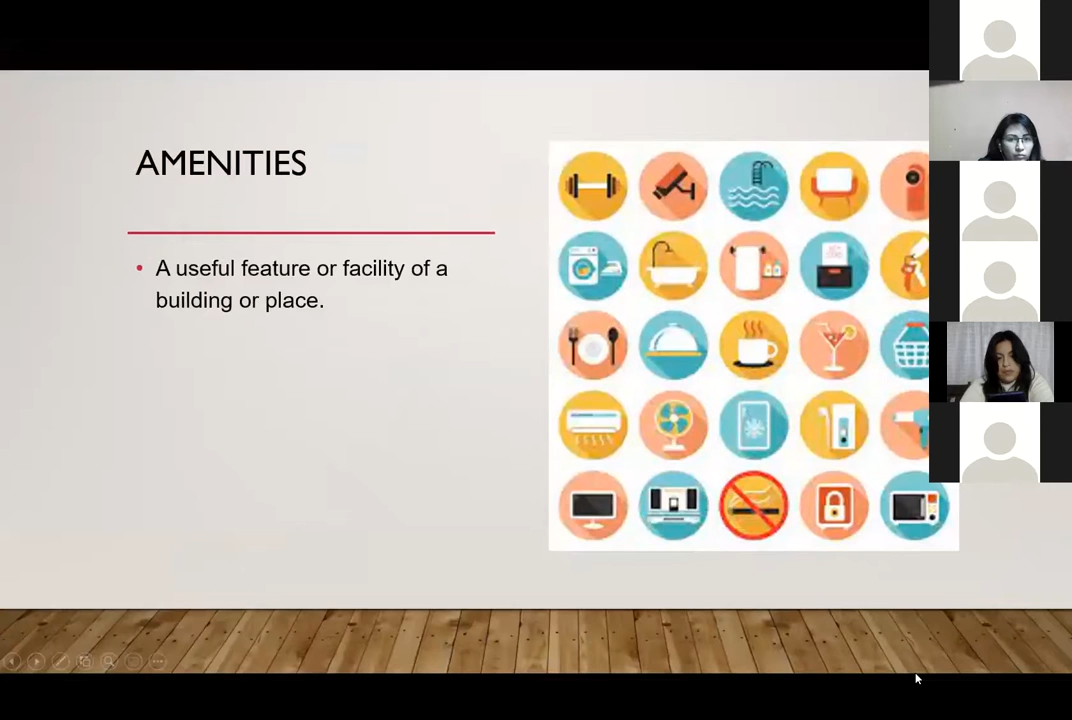 AMENITIES
• A useful feature or facility of a
building or place.